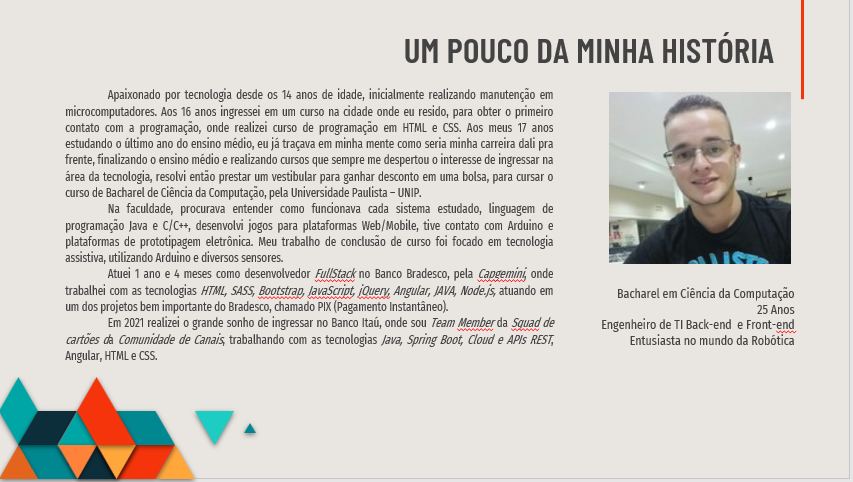 UM POUCO DA MINHA HISTÓRIA
Apaixonado por tecnologia desde os 14 anos de idade, inicialmente realizando manutenção em
microcomputadores. Aos 16 anos ingressei em um curso na cidade onde eu resido, para obter o primeiro
contato com a programação, onde realizei curso de programação em HTML e CSS. Aos meus 17 anos
estudando o último ano do ensino médio, eu já traçava em minha mente como seria minha carreira dali pra
frente, finalizando o ensino médio e realizando cursos que sempre me despertou o interesse de ingressar na
área da tecnologia, resolvi então prestar um vestibular para ganhar desconto em uma bolsa, para cursar o
curso de Bacharel de Ciência da Computação, pela Universidade Paulista – UNIP.
Na faculdade, procurava entender como funcionava cada sistema estudado, linguagem de
programação Java e C/C++, desenvolvi jogos para plataformas Web/Mobile, tive contato com Arduino e
plataformas de prototipagem eletrônica. Meu trabalho de conclusão de curso foi focado em tecnologia
assistiva, utilizando Arduino e diversos sensores.
Atuei 1 ano e 4 meses como desenvolvedor FullStack no Banco Bradesco, pela Capgemini, onde
trabalhei com as tecnologias HTML, SASS, Bootstrap, JavaScript, jQuery, Angular, JAVA, Node.js, atuando em
um dos projetos bem importante do Bradesco, chamado PIX (Pagamento Instantâneo).
Em 2021 realizei o grande sonho de ingressar no Banco Itaú, onde sou Team Member da Squad de
cartões da Comunidade de Canais, trabalhando com as tecnologias Java, Spring Boot, Cloud e APIs REST,
Angular, HTML e CSS.
Bacharel em Ciência da Computação
25 Anos
Engenheiro de TI Back-end e Front-end
Entusiasta no mundo da Robótica